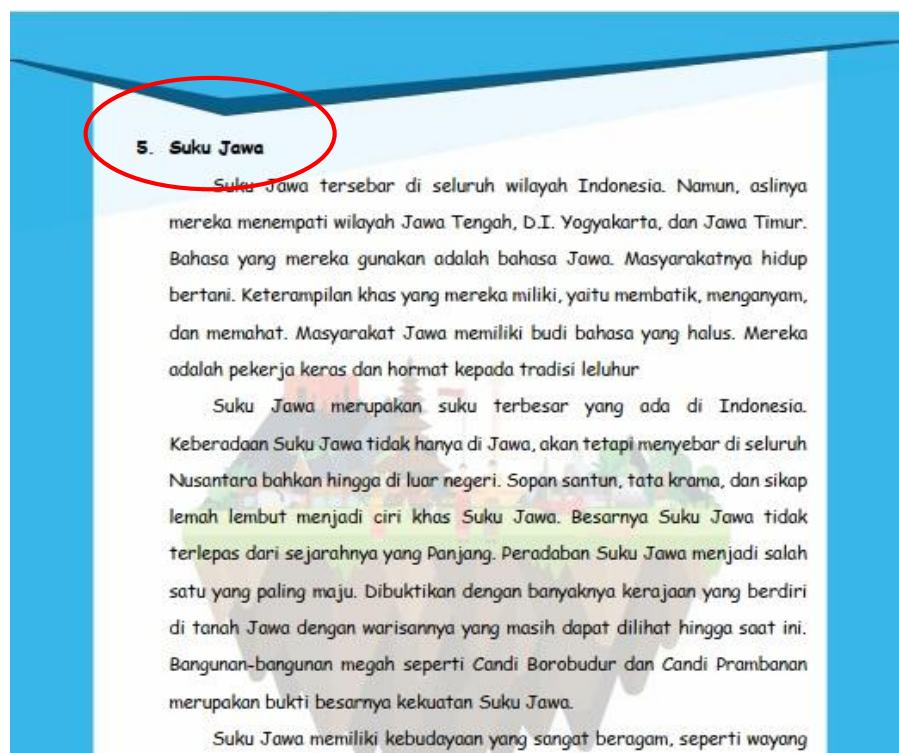 5. Suku Jawa
Suku Jawa tersebar di seluruh wilayah Indonesia. Namun, aslinya
mereka menempati wilayah Jawa Tengah, D.I. Yogyakarta, dan Jawa Timur.
Bahasa yang mereka gunakan adalah bahasa Jawa. Masyarakatnya hidup
bertani. Keterampilan khas yang mereka miliki, yaitu membatik, menganyam,
dan memahat. Masyarakat Jawa memiliki budi bahasa yang halus. Mereka
adalah pekerja keras dan hormat kepada tradisi leluhur
Suku Jawa merupakan suku terbesar yang ada di Indonesia.
Keberadaan Suku Jawa tidak hanya di Jawa, akan tetapi menyebar di seluruh
Nusantara bahkan hingga di luar negeri. Sopan santun, tata krama, dan sikap
lemah lembut menjadi ciri khas Suku Jawa. Besarnya Suku Jawa tidak
terlepas dari sejarahnya yang Panjang. Peradaban Suku Jawa menjadi salah
satu yang paling maju. Dibuktikan dengan banyaknya kerajaan yang berdiri
di tanah Jawa dengan warisannya yang masih dapat dilihat hingga saat ini.
Bangunan-bangunan megah seperti Candi Borobudur dan Candi Prambanan
merupakan bukti besarnya kekuatan Suku Jawa.
Suku Jawa memiliki kebudayaan yang sangat beragam, seperti wayang